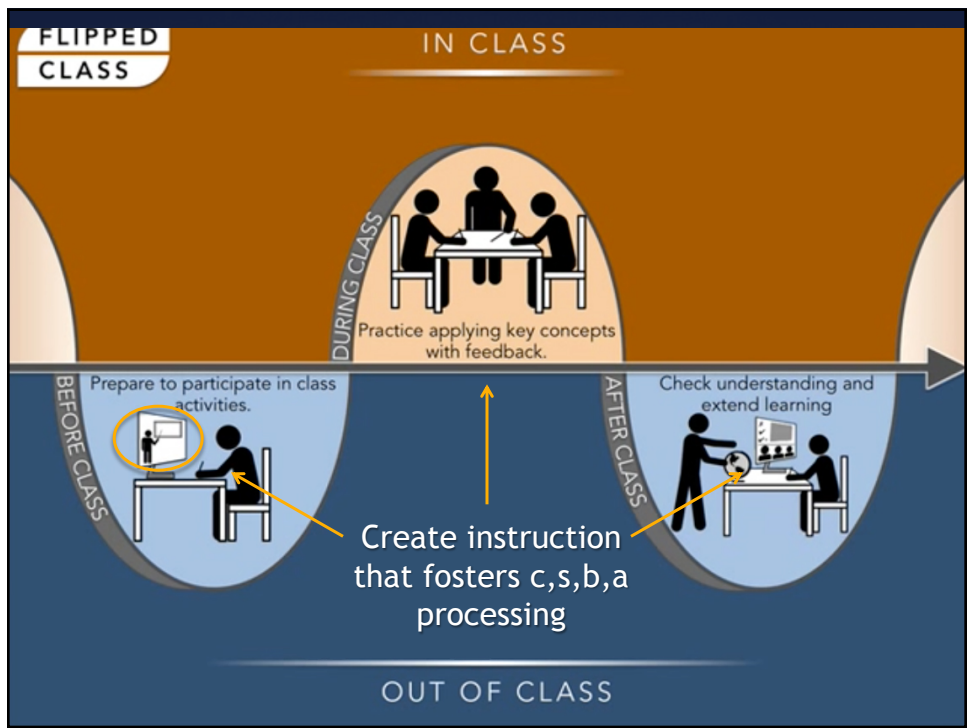 FLIPPED
CLASS
IN CLASS
DURING CLASS
Practice applying key concepts
with feedback.
BEFORE CLASS
Prepare to participate in class
activities.
AFTER CLASS
Check understanding and
extend learning
Create instruction
that fosters c,s,b,a
processing
OUT OF CLASS